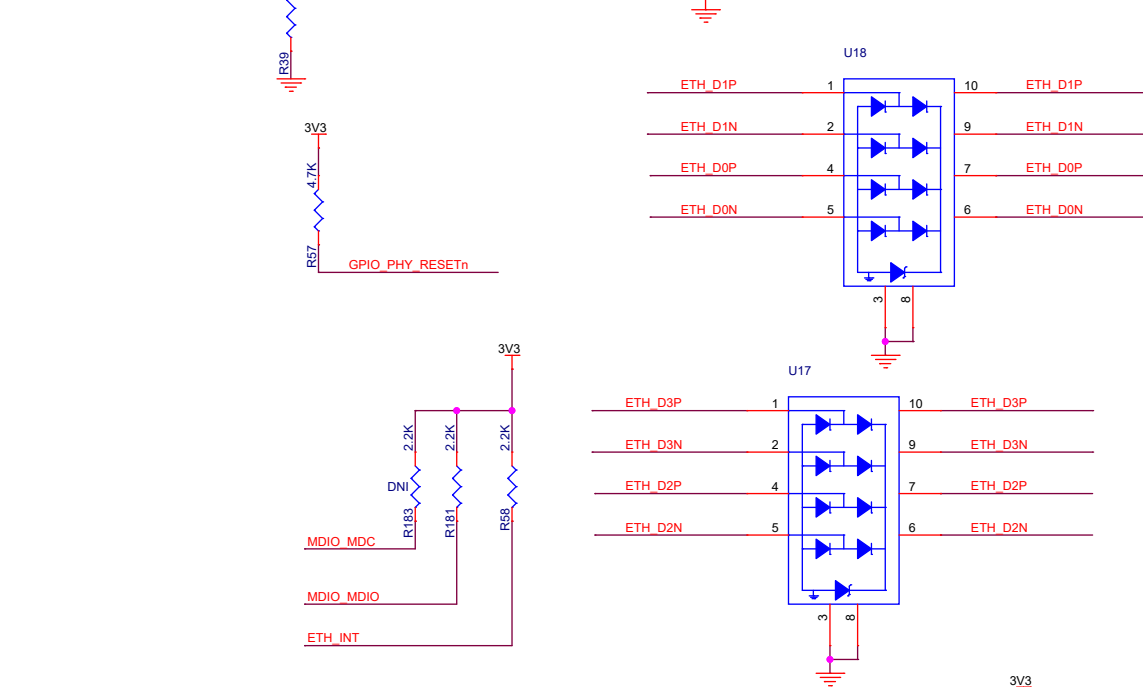 R39
U18
ETH_D1P 1 10 ETH_D1P
ETH_D1N 2 9 ETH_D1N
ETH_D0P 4 7 ETH_D0P
ETH_D0N 5 6 ETH_D0N
3 8
3V3
4.7K
R57
GPIO_PHY_RESETn
3V3
2.2K 2.2K 2.2K
DNI
R183 R181 R58
MDIO_MDC
MDIO_MDIO
ETH_INT
U17
ETH_D3P 1 10 ETH_D3P
ETH_D3N 2 9 ETH_D3N
ETH_D2P 4 7 ETH_D2P
ETH_D2N 5 6 ETH_D2N
3 8
3V3